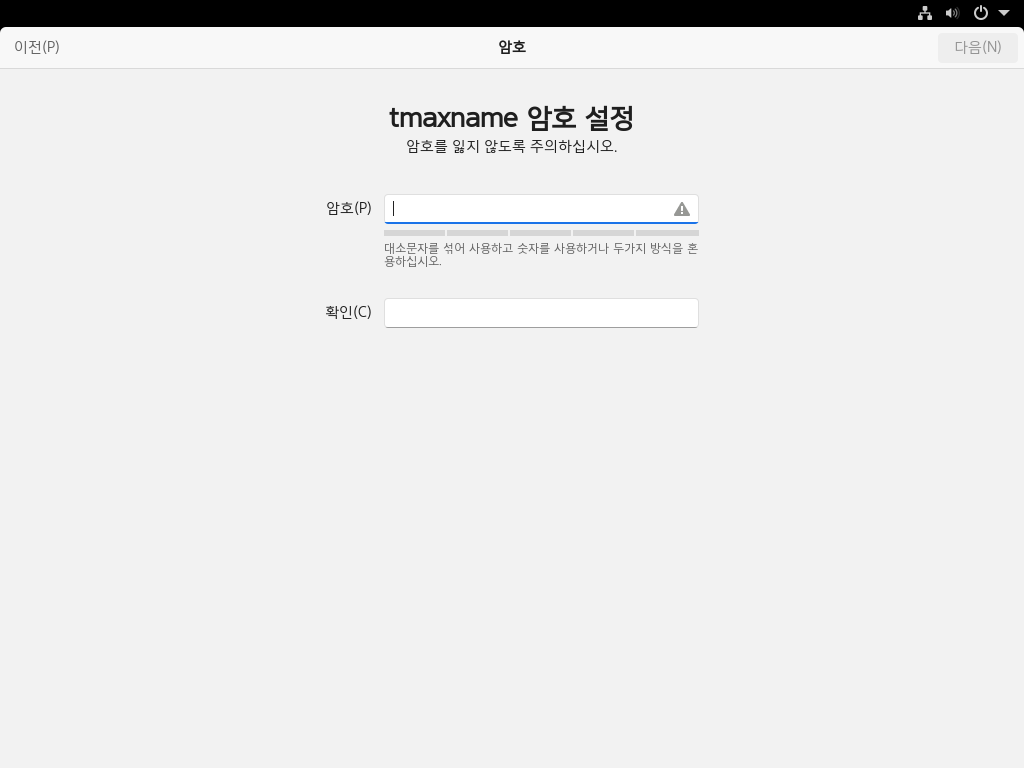 이전(P)
암호
다음(N)
tmaxname 암호 설정
암호를 잃지 않도록 주의하십시오.
암호(P)
대소문자를 섞어 사용하고 숫자를 사용하거나 두가지 방식을 혼
용하십시오.
확인(C)